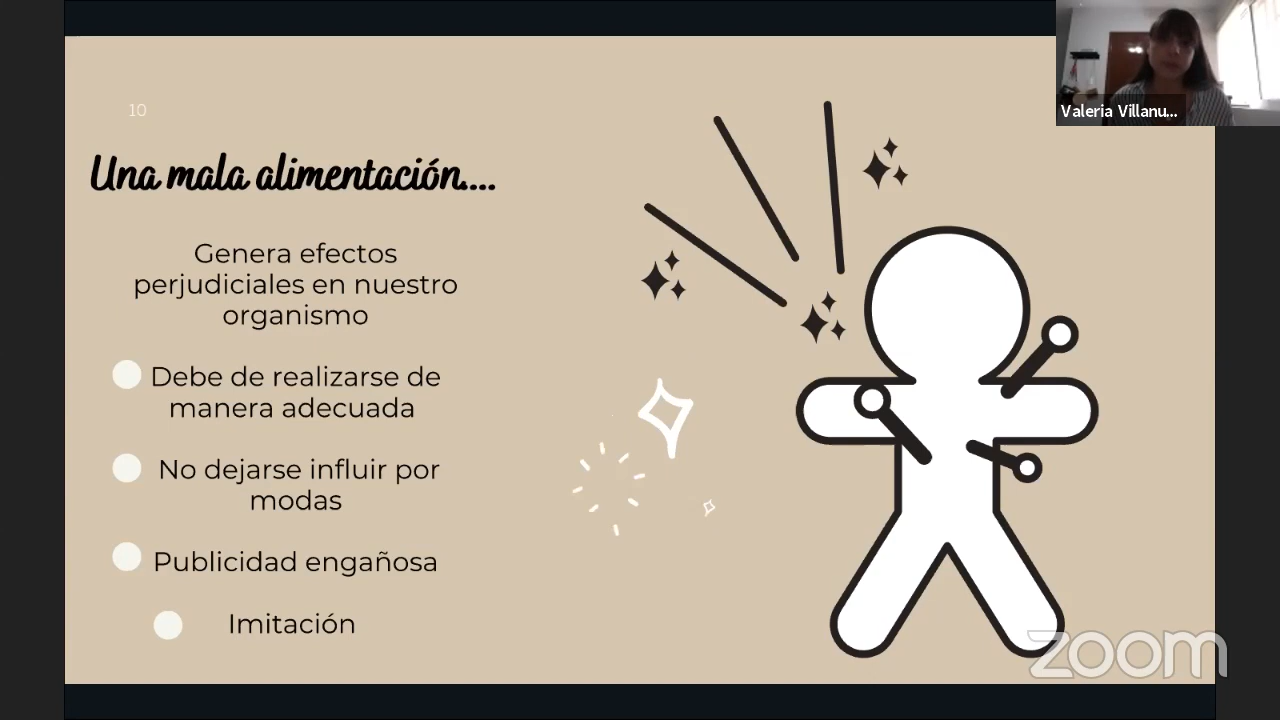 10
Una mala alimentación....
Genera efectos
perjudiciales en nuestro
organismo
Debe de realizarse de
manera adecuada
No dejarse influir por
modas
Publicidad engañosa
Imitación
Valeria Villanu...
zoom